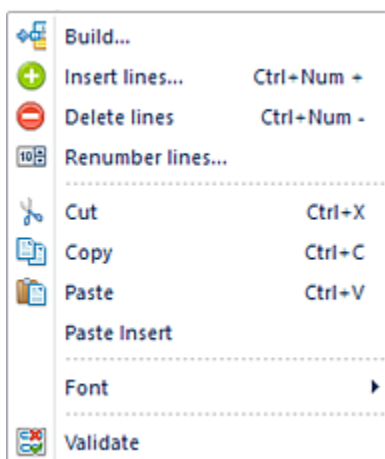 Build...
Insert lines... Ctrl+Num +
Delete lines Ctrl+Num -
10 Renumber lines...
Cut Ctrl+X
Copy Ctrl+C
Paste Ctrl+V
Paste Insert
Font
Validate